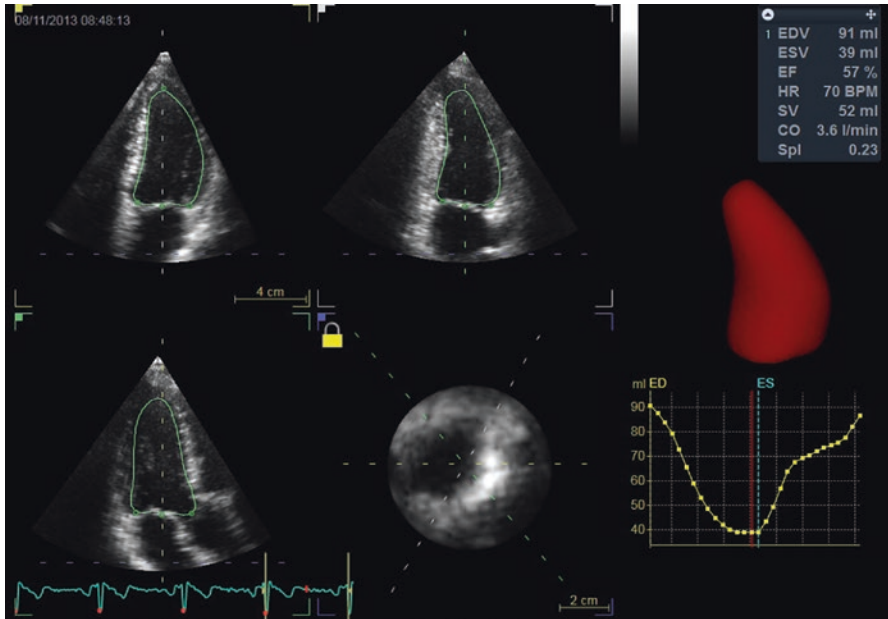 08/11/2013 08:48:13
1 EDV 91 ml
ESV 39 ml
EF 57 %
HR 70 BPM
SV 52 ml
CO 3.6 l/min
SpI 0.23
4 cm
ml ED ES
90
80
70
60
50
40
2 cm